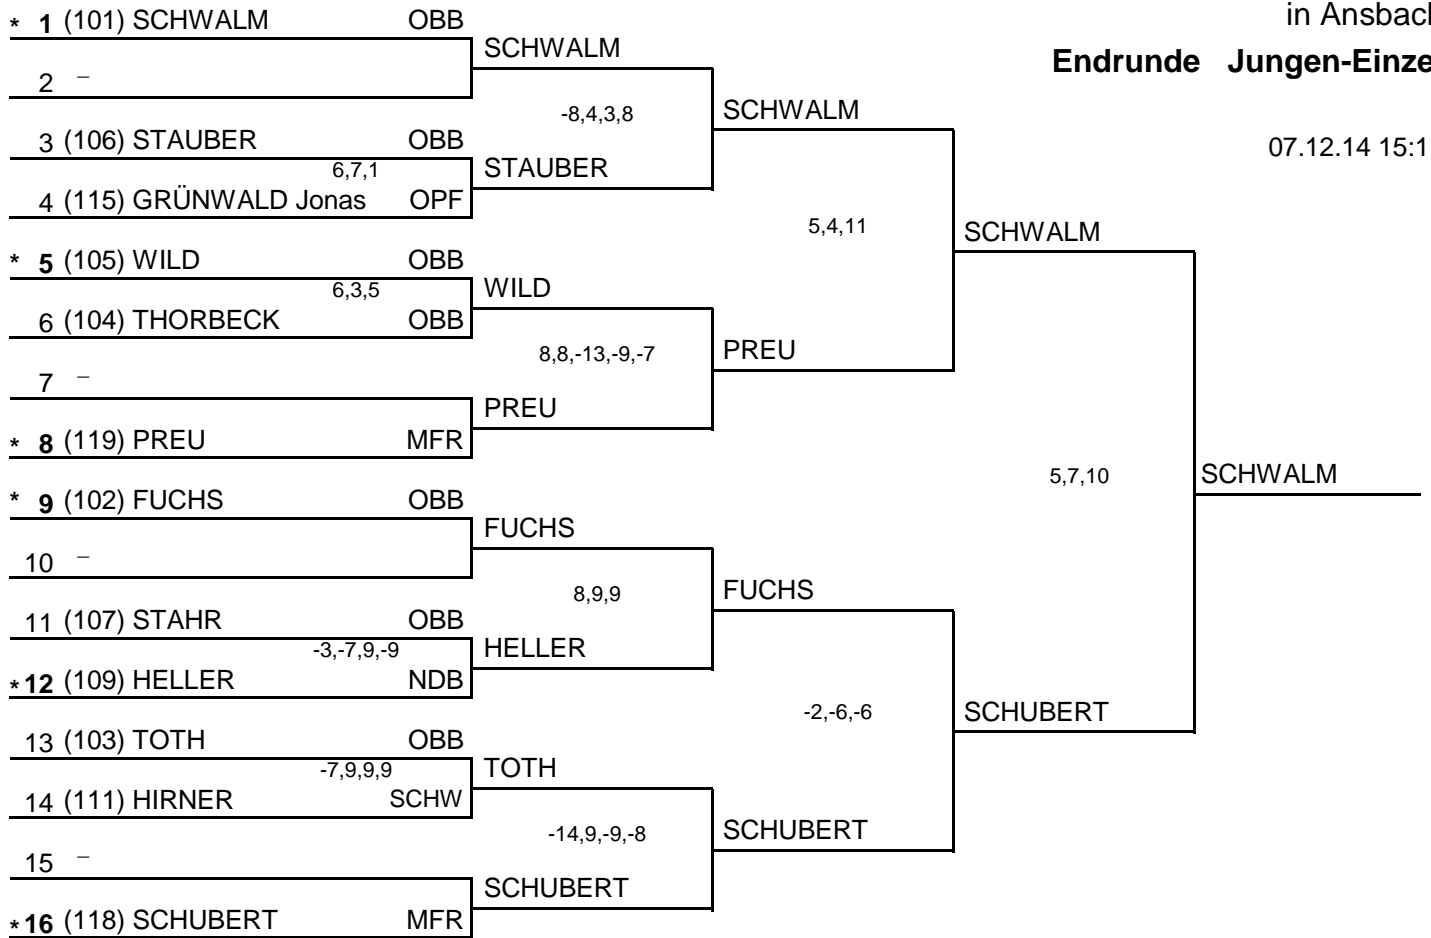 in Ansbach
Endrunde Jungen-Einze
07.12.14 15:1
* 1 (101) SCHWALM OBB
SCHWALM
2 –
-8,4,3,8
SCHWALM
3 (106) STAUBER OBB
6,7,1
STAUBER
4 (115) GRÜNWALD Jonas OPF
5,4,11
SCHWALM
* 5 (105) WILD OBB
6,3,5
WILD
6 (104) THORBECK OBB
8,8,-13,-9,-7
PREU
7 –
PREU
* 8 (119) PREU MFR
5,7,10
SCHWALM
* 9 (102) FUCHS OBB
FUCHS
10 –
8,9,9
FUCHS
11 (107) STAHR OBB
-3,-7,9,-9
HELLER
* 12 (109) HELLER NDB
-2,-6,-6
SCHUBERT
13 (103) TOTH OBB
-7,9,9,9
TOTH
14 (111) HIRNER SCHW
-14,9,-9,-8
SCHUBERT
15 –
SCHUBERT
* 16 (118) SCHUBERT MFR